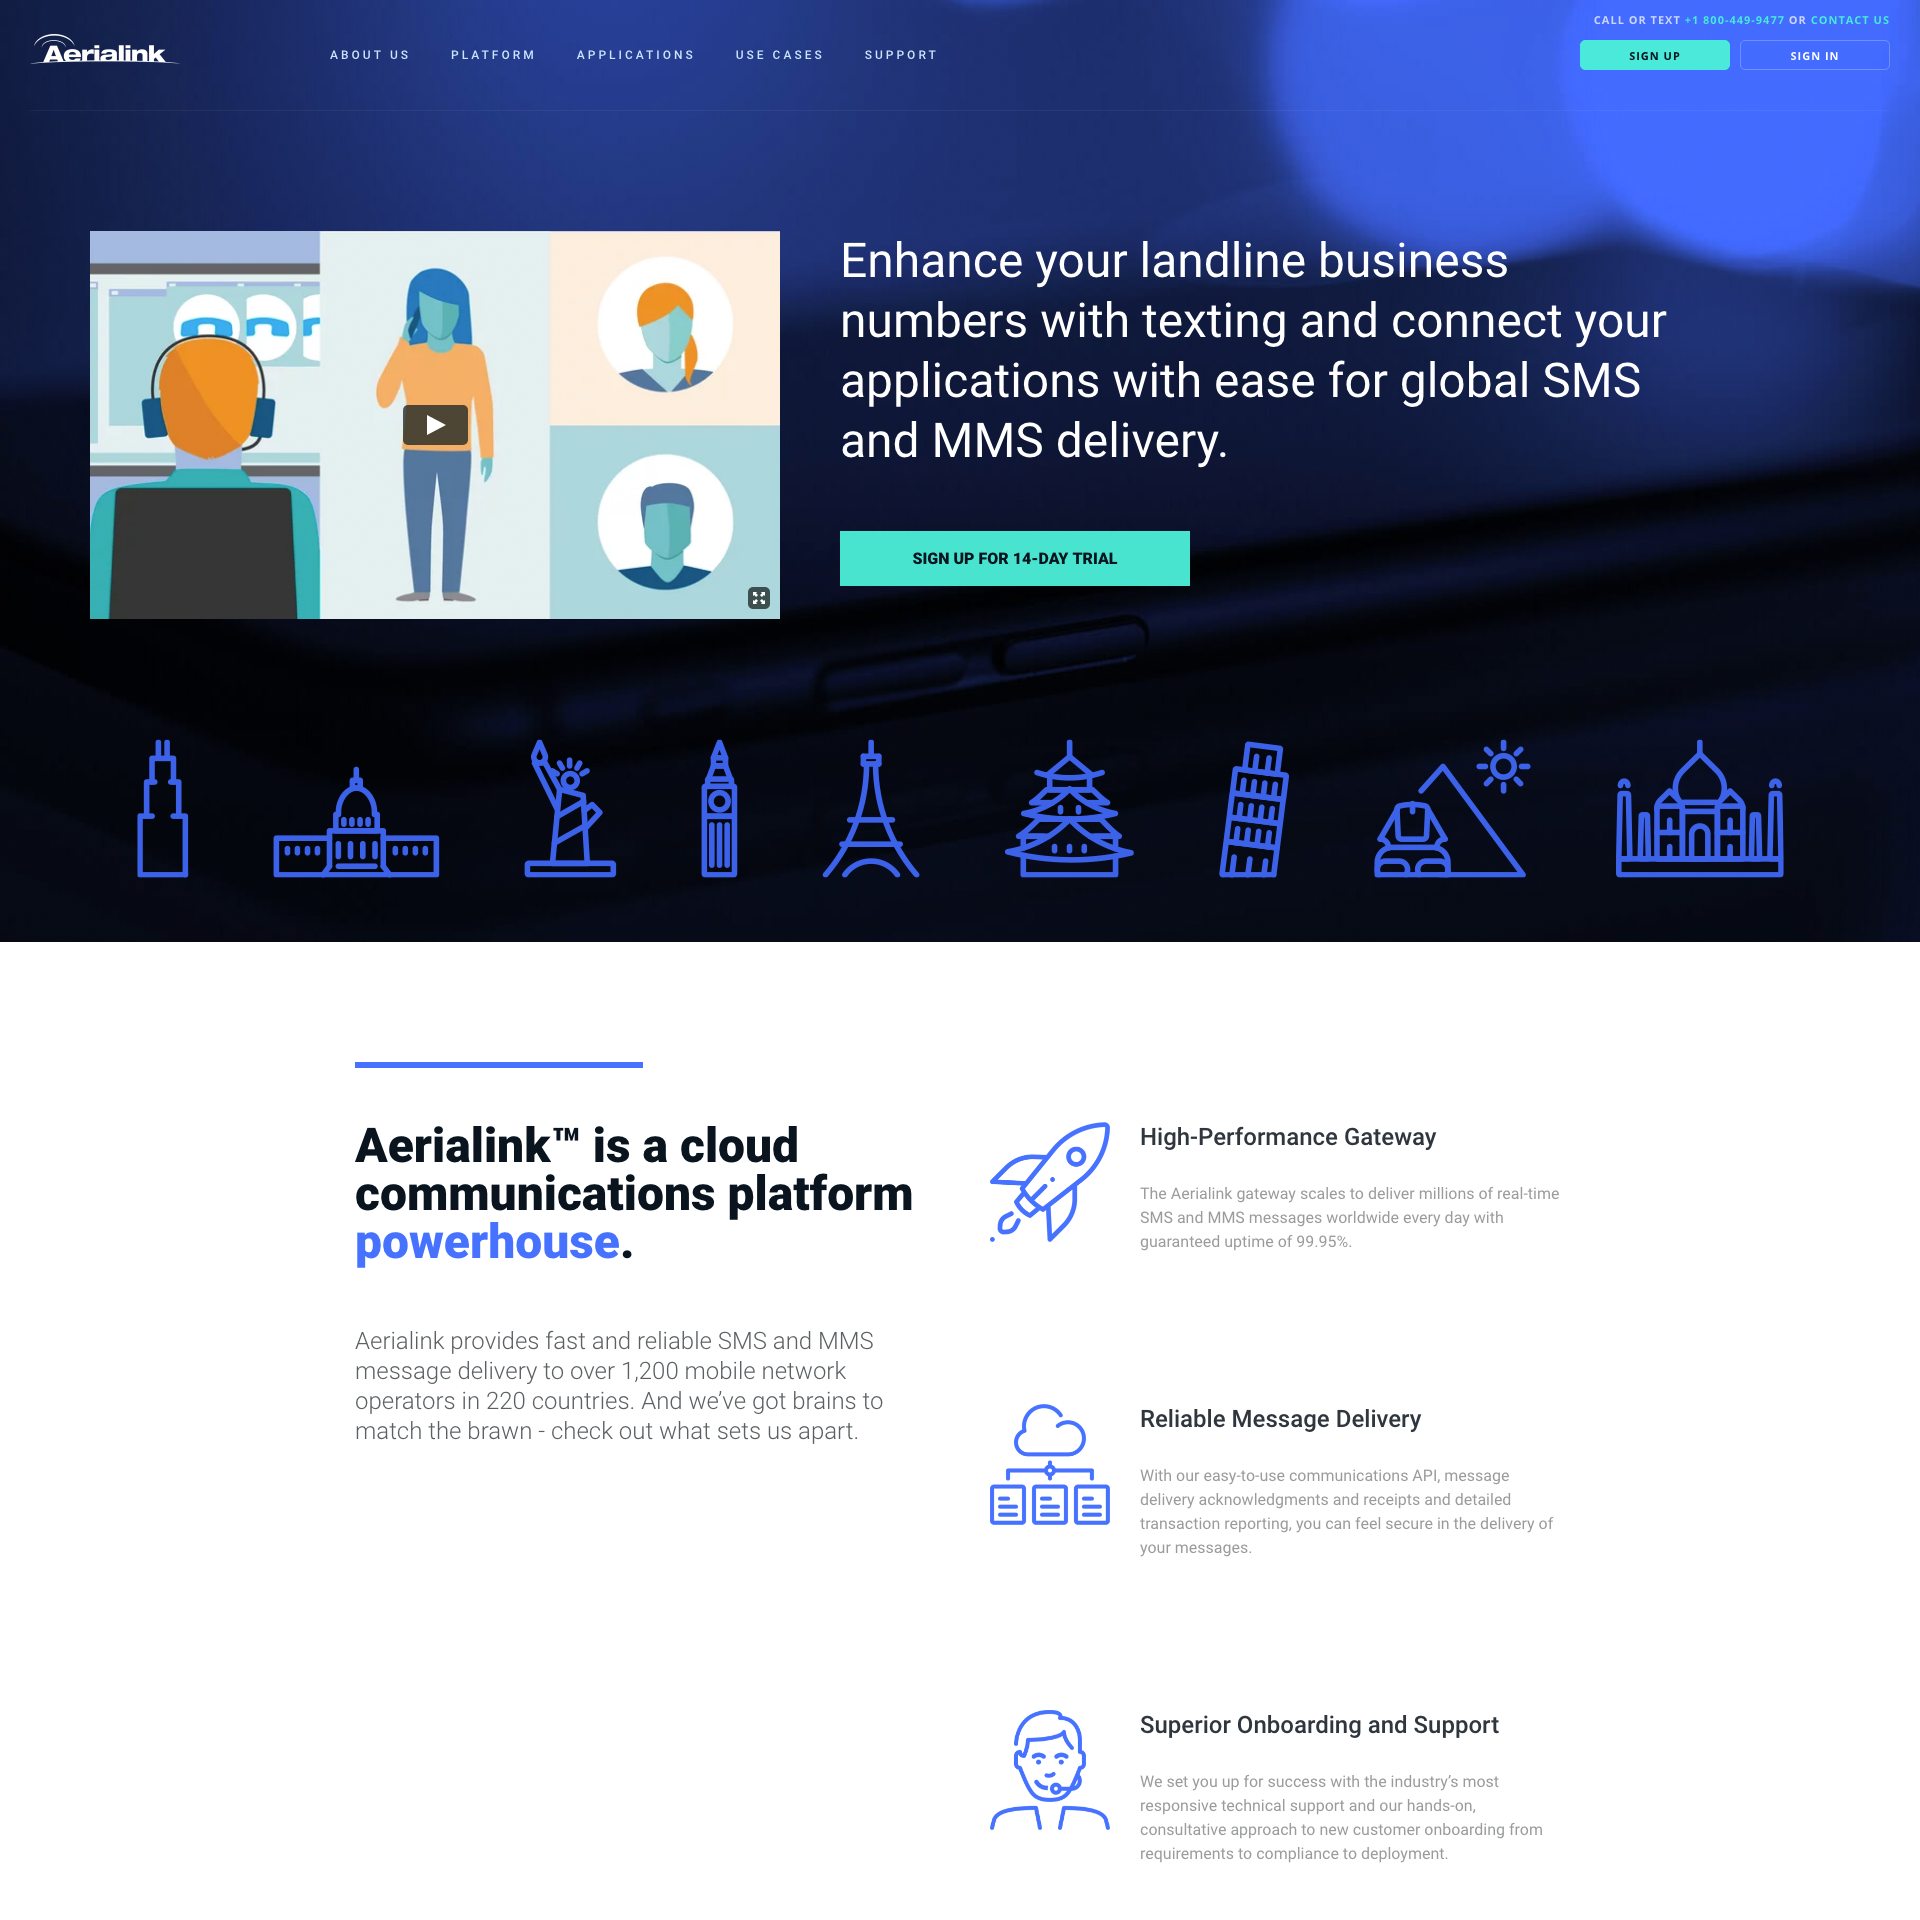 CALL OR TEXT +1 800-449-9477 OR CONTACT US
Aerialink
ABOUT US
PLATFORM
APPLICATIONS
USE CASES
SUPPORT
SIGN UP
SIGN IN
Enhance your landline business
numbers with texting and connect your
applications with ease for global SMS
and MMS delivery.
SIGN UP FOR 14-DAY TRIAL
Aerialink™ is a cloud
communications platform
powerhouse.
Aerialink provides fast and reliable SMS and MMS
message delivery to over 1,200 mobile network
operators in 220 countries. And we’ve got brains to
match the brawn - check out what sets us apart.
High-Performance Gateway
The Aerialink gateway scales to deliver millions of real-time
SMS and MMS messages worldwide every day with
guaranteed uptime of 99.95%.
Reliable Message Delivery
With our easy-to-use communications API, message
delivery acknowledgments and receipts and detailed
transaction reporting, you can feel secure in the delivery of
your messages.
Superior Onboarding and Support
We set you up for success with the industry’s most
responsive technical support and our hands-on,
consultative approach to new customer onboarding from
requirements to compliance to deployment.